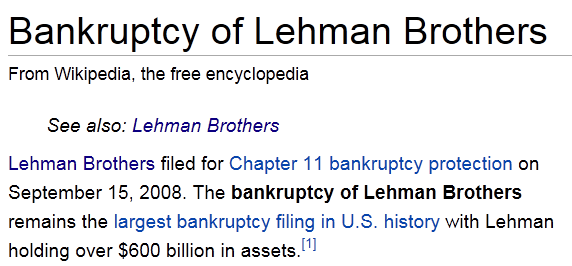 Bankruptcy of Lehman Brothers
From Wikipedia, the free encyclopedia
See also: Lehman Brothers
Lehman Brothers filed for Chapter 11 bankruptcy protection on
September 15, 2008. The bankruptcy of Lehman Brothers
remains the largest bankruptcy filing in U.S. history with Lehman
holding over $600 billion in assets.[1]